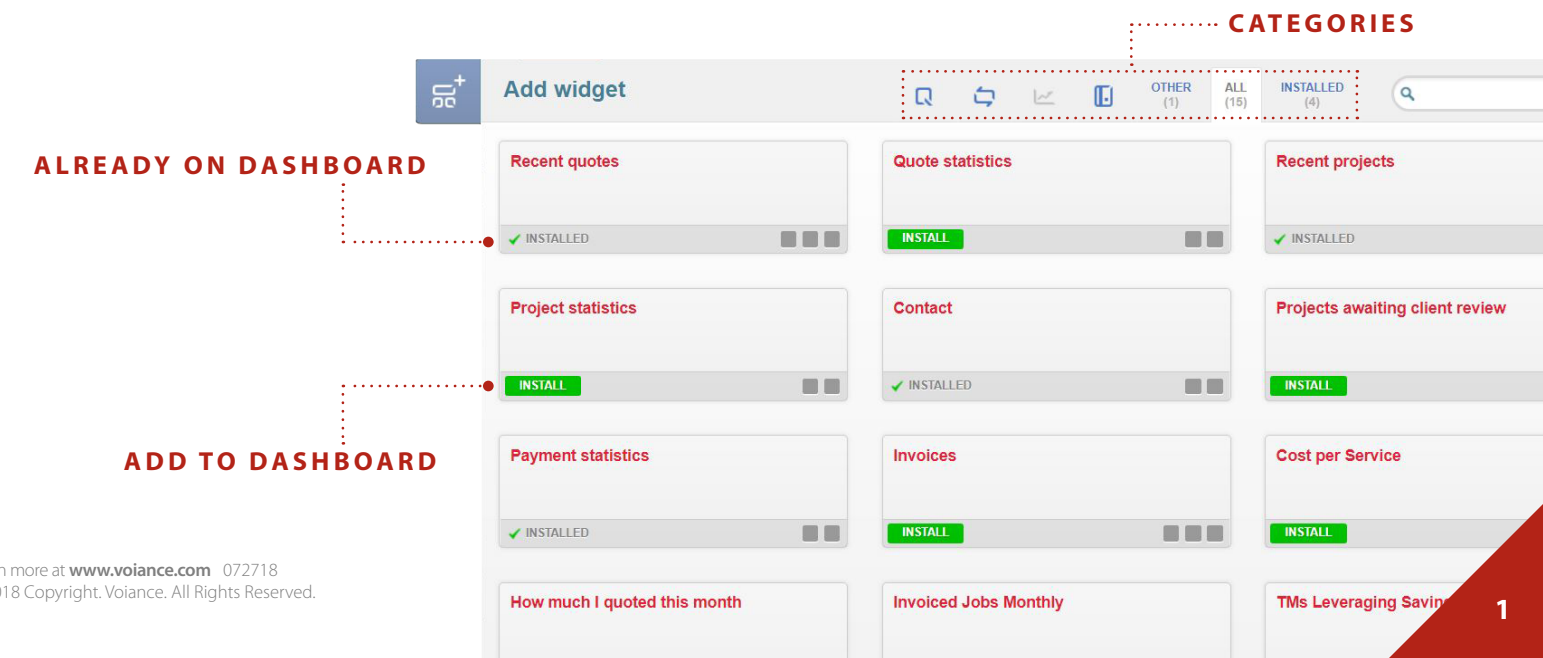 CATEGORIES
Add widget
OTHER
(1)
ALL
(15)
INSTALLED
(4)
ALREADY ON DASHBOARD
Recent quotes
Quote statistics
Recent projects
INSTALLED
INSTALL
INSTALLED
Project statistics
Contact
Projects awaiting client review
INSTALL
INSTALLED
INSTALL
ADD TO DASHBOARD
Payment statistics
Invoices
Cost per Service
INSTALLED
INSTALL
INSTALL
more at www.voiance.com 072718
18 Copyright. Voiance. All Rights Reserved.
How much I quoted this month
Invoiced Jobs Monthly
TMs Leveraging
1